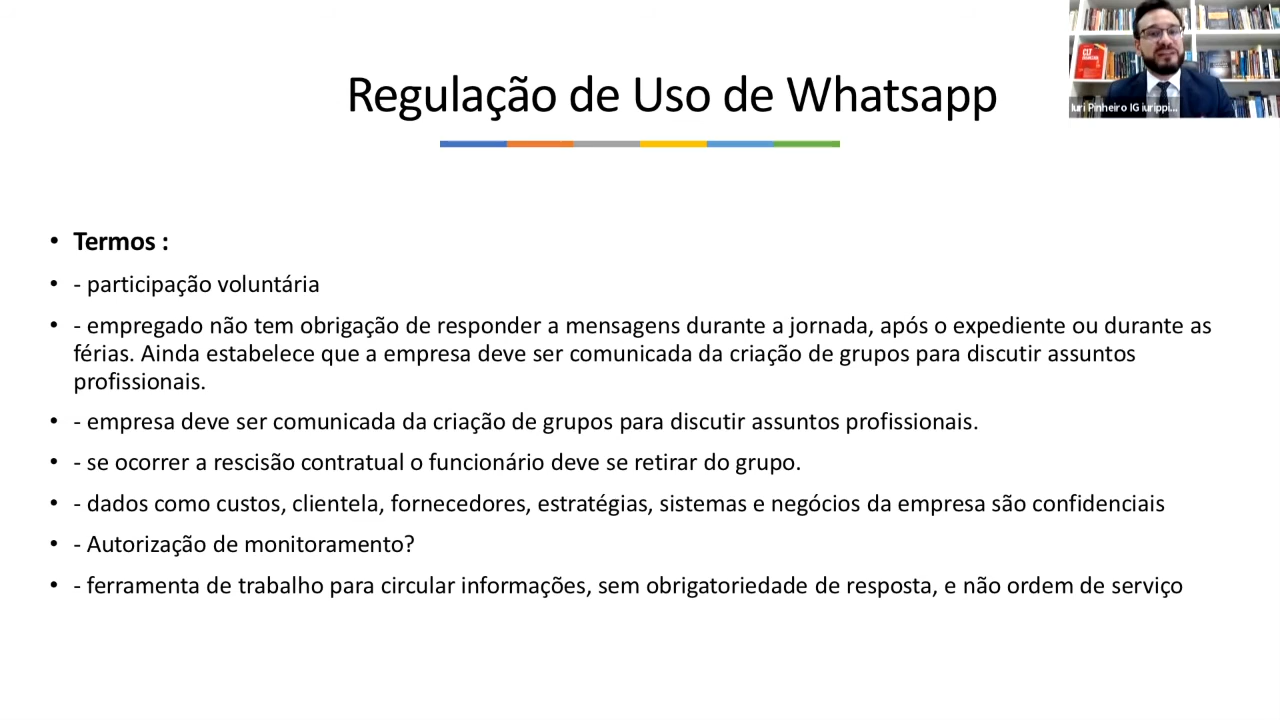 Regulação de Uso de Whatsapp
CLT
Iuri Pinheiro IG iurippi...
• Termos :
• - participação voluntária
• - empregado não tem obrigação de responder a mensagens durante a jornada, após o expediente ou durante as
férias. Ainda estabelece que a empresa deve ser comunicada da criação de grupos para discutir assuntos
profissionais.
• - empresa deve ser comunicada da criação de grupos para discutir assuntos profissionais.
• - se ocorrer a rescisão contratual o funcionário deve se retirar do grupo.
• - dados como custos, clientela, fornecedores, estratégias, sistemas e negócios da empresa são confidenciais
• - Autorização de monitoramento?
• - ferramenta de trabalho para circular informações, sem obrigatoriedade de resposta, e não ordem de serviço